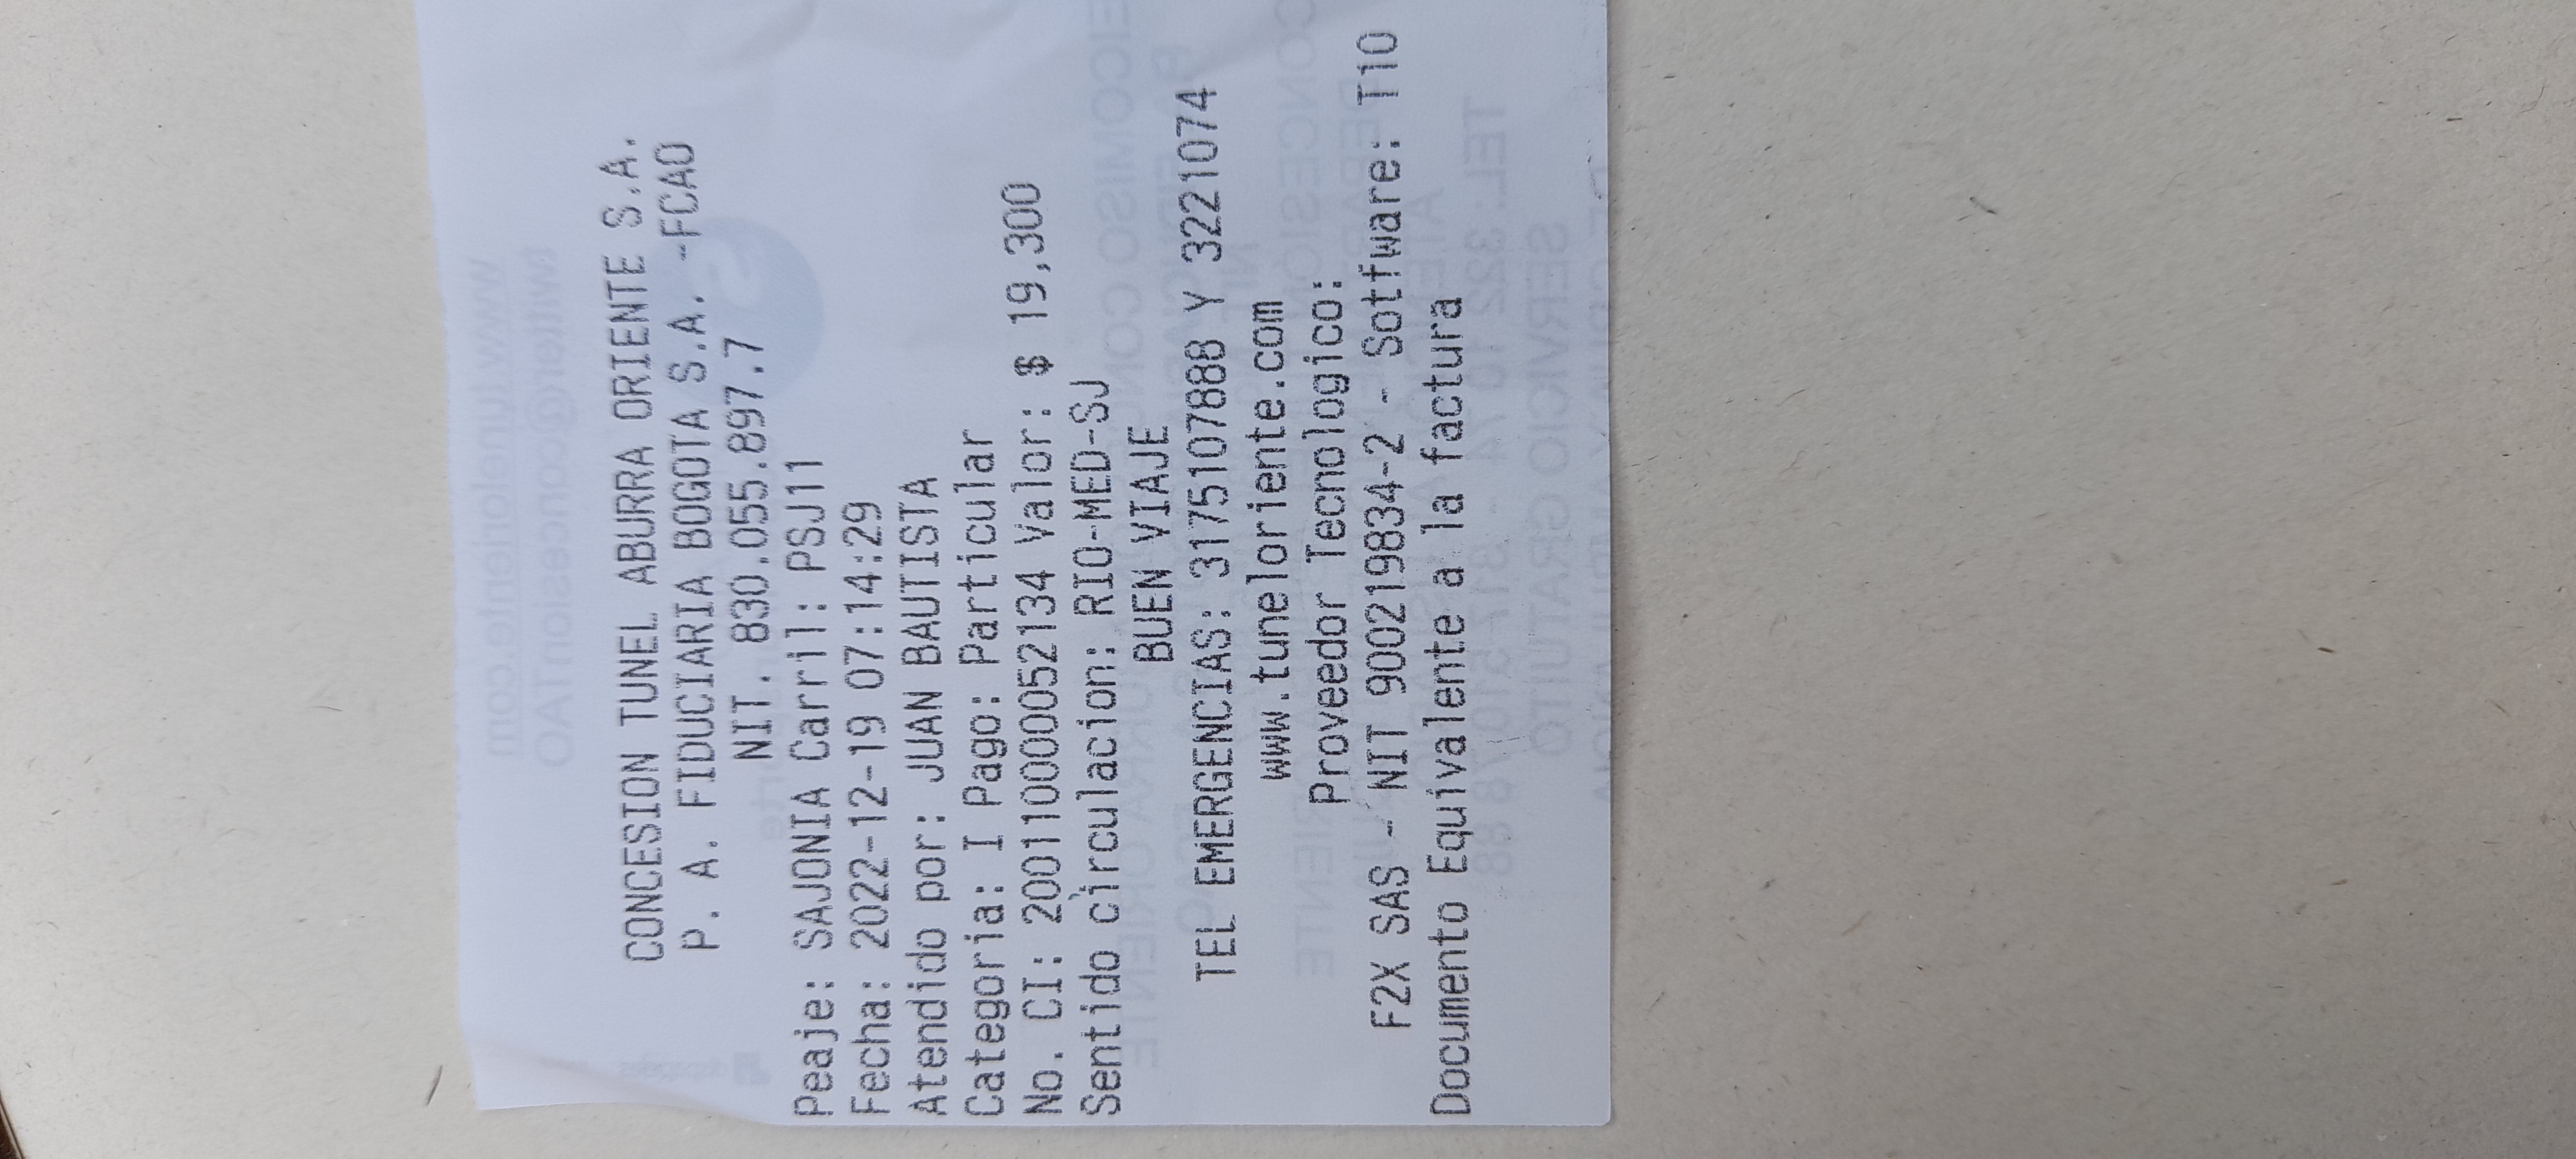 CONCESION TUNEL ABURRA ORIENTE S.A.
P. A. FIDUCIARIA BOGOTA S.A. -FCAO
NIT. 830.055.897.7
Peaje: SAJONIA Carril: PSJ11
Fecha: 2022-12-19 07:14:29
Atendido por: JUAN BAUTISTA
Categoria: I Pago: Particular
No. CI: 200110000052134 Valor: $ 19,300
Sentido circulacion: RIO-MED-SJ
BUEN VIAJE
TEL EMERGENCIAS: 3175107888 Y 3221074
www.tuneloriente.com
Proveedor Tecnologico:
F2X SAS - NIT 900219834-2 - Sotfware: T10
Documento Equivalente a la factura